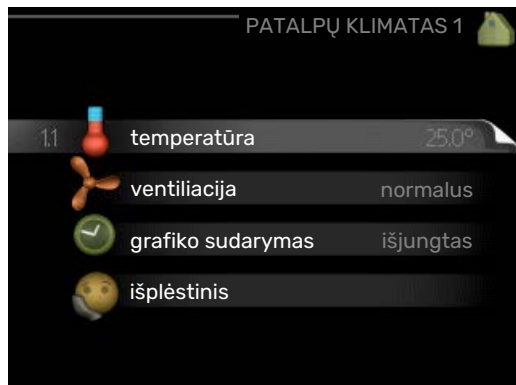 PATALPŲ KLIMATAS 1
1.1 temperatūra 25.0°
ventiliacija normalus
grafiko sudarymas išjungtas
išplėstinis